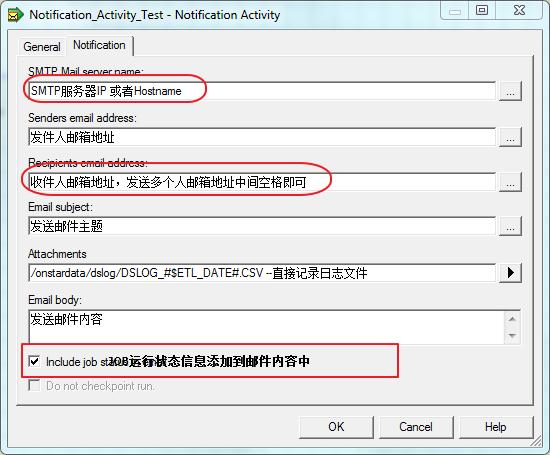 Notification_Activity_Test - Notification Activity
General Notification
SMTP Mail server name:
SMTP服务器IP 或者Hostname
...
Senders email address:
发件人邮箱地址
...
Recipients email address:
收件人邮箱地址，发送多个人邮箱地址中间空格即可
...
Email subject:
发送邮件主题
...
Attachments
/onstardata/dslog/DSLOG_#$ETL_DATE#.CSV --直接记录日志文件
Email body:
发送邮件内容
Include job status JOB运行状态信息添加到邮件内容中
Do not checkpoint run.
OK Cancel Help